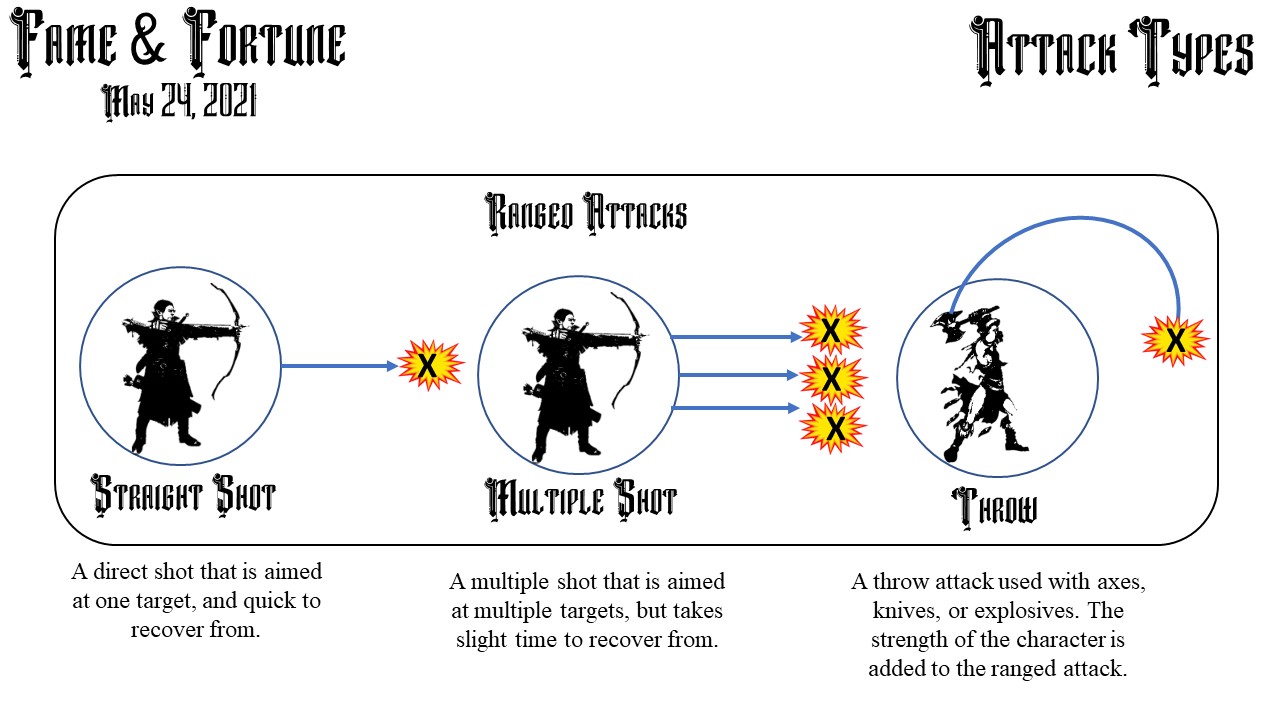 Fame & Fortune
May 24, 2021
Attack Types
Ranged Attacks
X
X
X
X
X
Straight Shot
Multiple Shot
Throw
A direct shot that is aimed
at one target, and quick to
recover from.
A multiple shot that is aimed
at multiple targets, but takes
slight time to recover from.
A throw attack used with axes,
knives, or explosives. The
strength of the character is
added to the ranged attack.